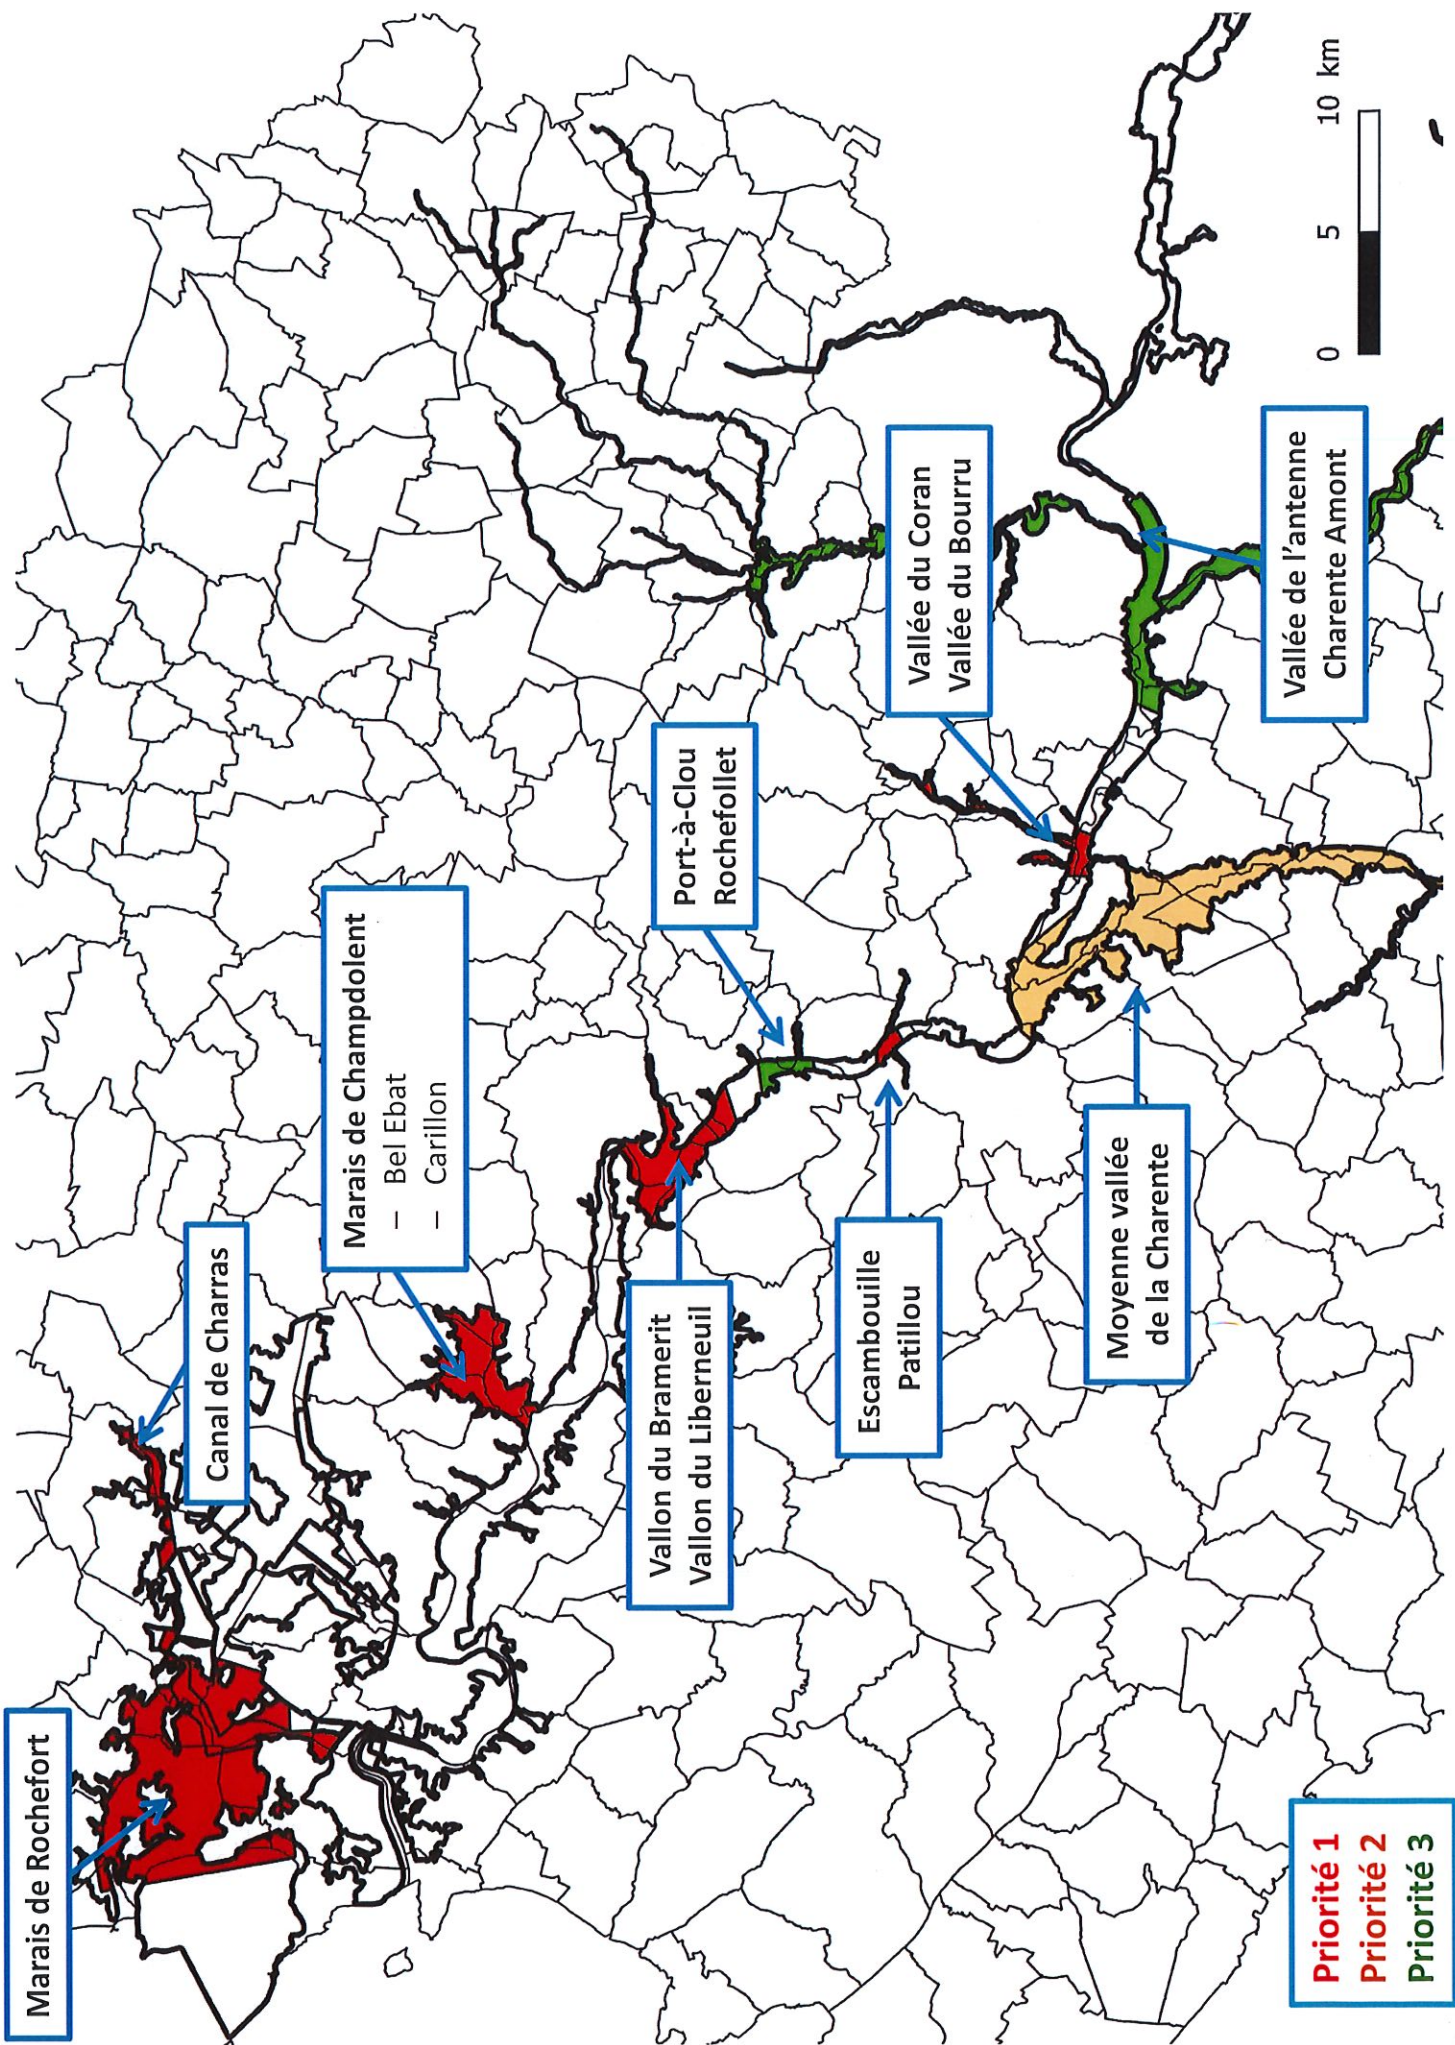 Marais de Rochefort
Canal de Charras
Marais de Champdolent
– Bel Ebat
– Carillon
Vallon du Bramerit
Vallon du Liberneuil
Port-à-Clou
Rochefollet
Escambouille
Patillou
Vallée du Coran
Vallée du Bourru
Moyenne vallée
de la Charente
Vallée de l'antenne
Charente Amont
Priorité 1
Priorité 2
Priorité 3
0 5 10 km